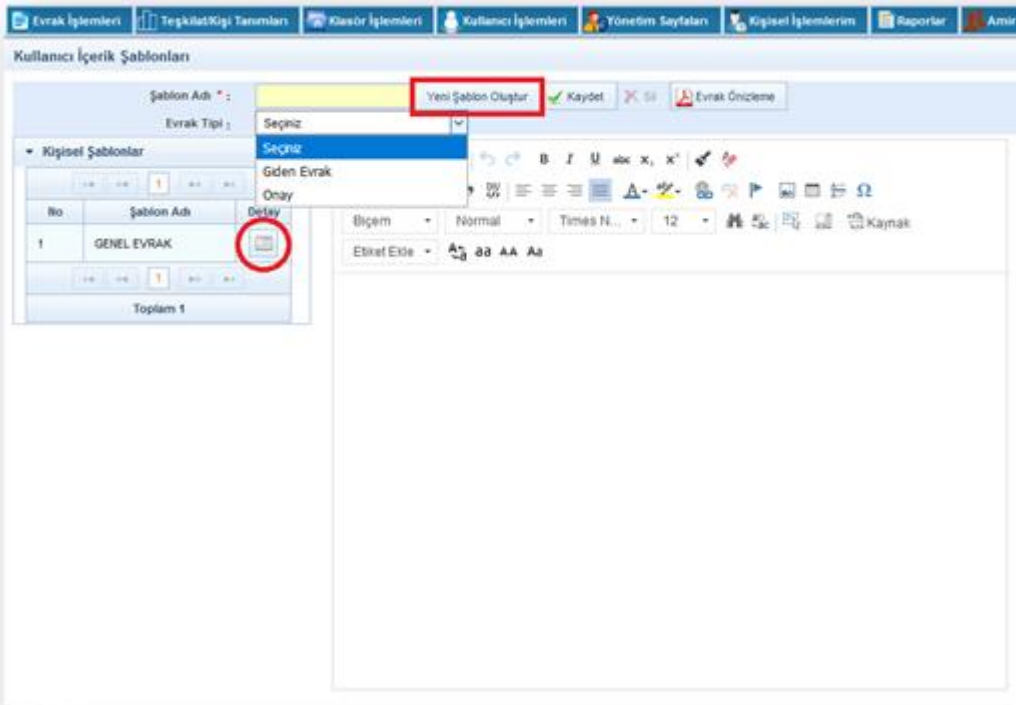 Evrak İşlemleri Teşkilat/Kişi Tanımları Klasör İşlemleri Kullanıcı İşlemleri Yönetim Sayfaları Kişisel İşlemlerim Raporlar Amir
Kullanıcı İçerik Şablonları
Şablon Adı * : Yeni Şablon Oluştur Kaydet Sil Evrak Önizleme
Evrak Tipi : Seçiniz
Seçiniz
Giden Evrak
Onay
Kişisel Şablonlar
1
No Şablon Adı Detay
1 GENEL EVRAK
1
Toplam 1
B I U abc x, x'
A
Biçem Normal Times N... 12 Kaynak
Etiket Ekle aa AA Aa